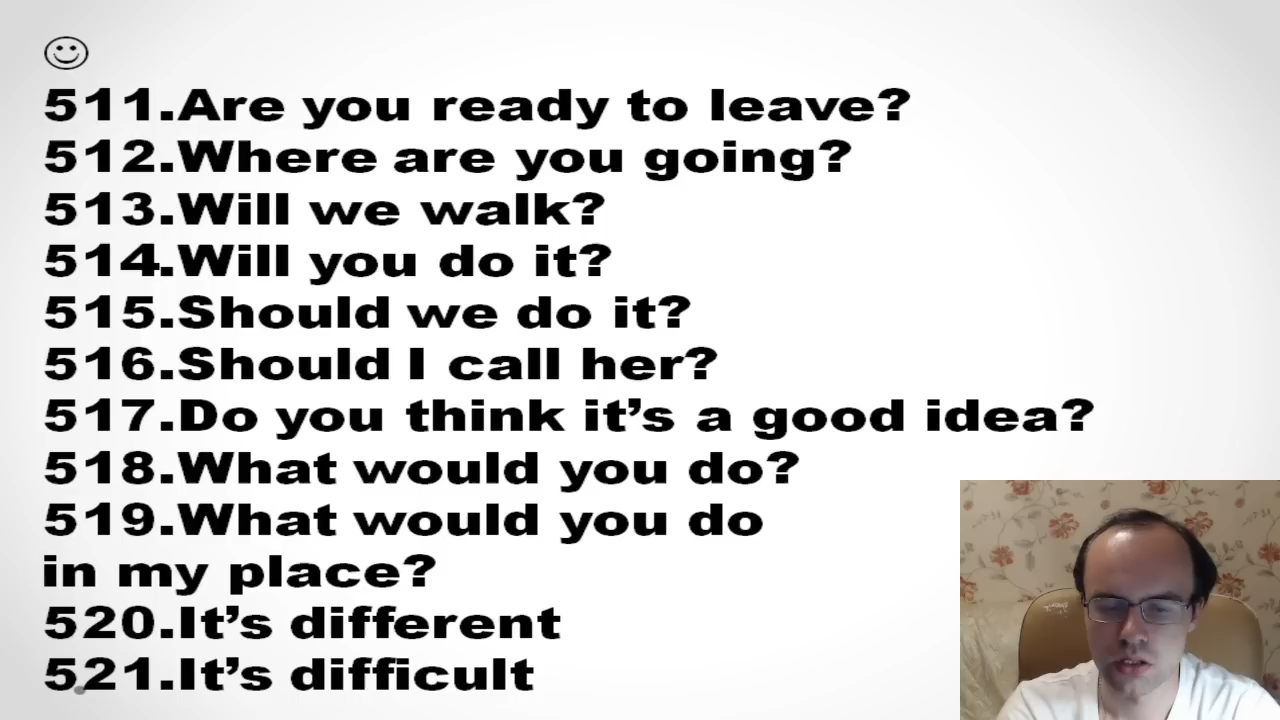 511.Are you ready to leave?
512.Where are you going?
513.Will we walk?
514.Will you do it?
515.Should we do it?
516.Should I call her?
517.Do you think it’s a good idea?
518.What would you do?
519.What would you do
in my place?
520.It’s different
521.It’s difficult